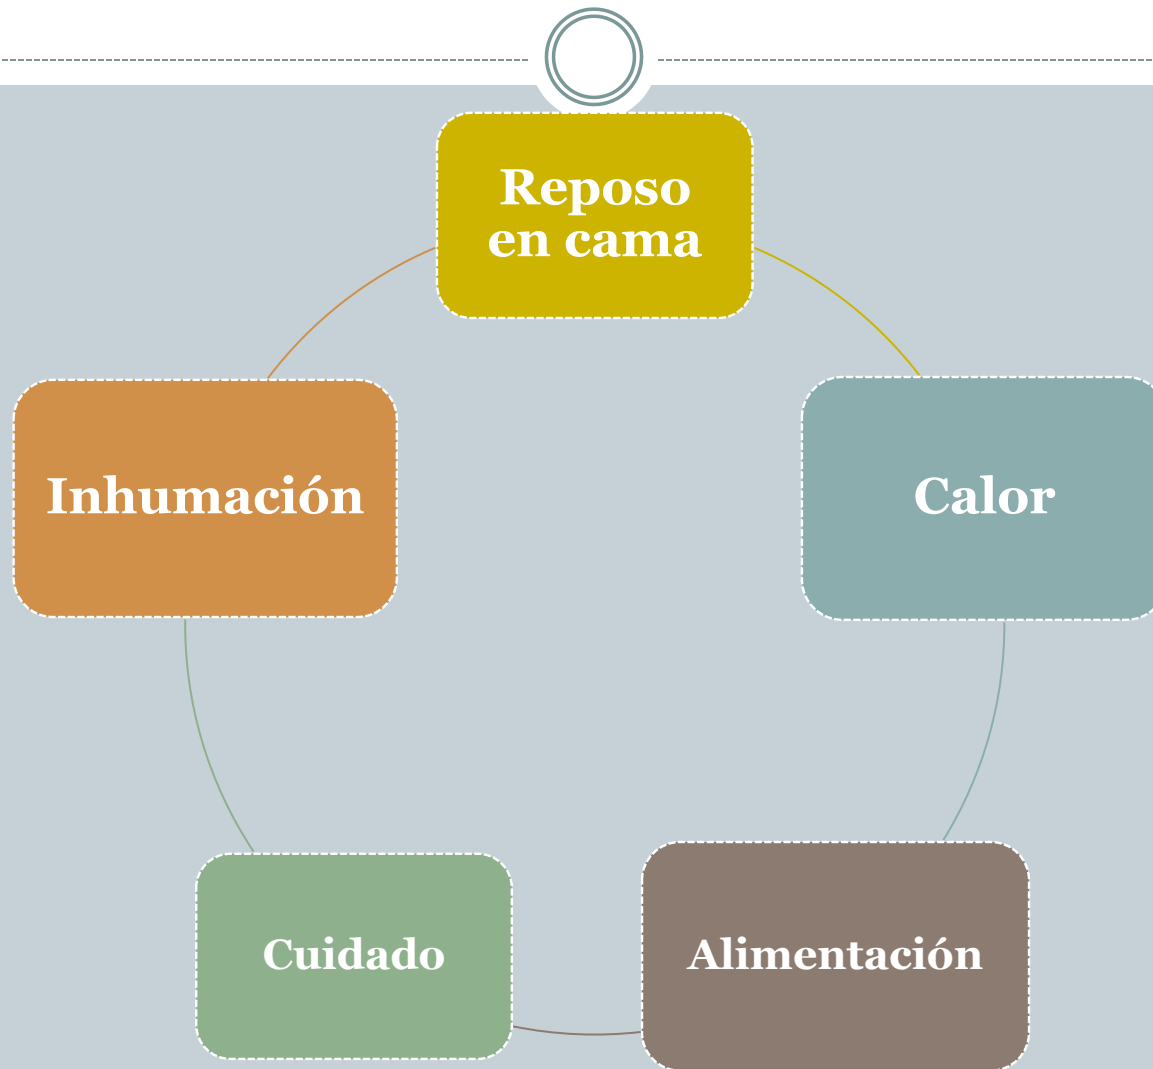 Reposo
en cama
Inhumación
Calor
Cuidado
Alimentación